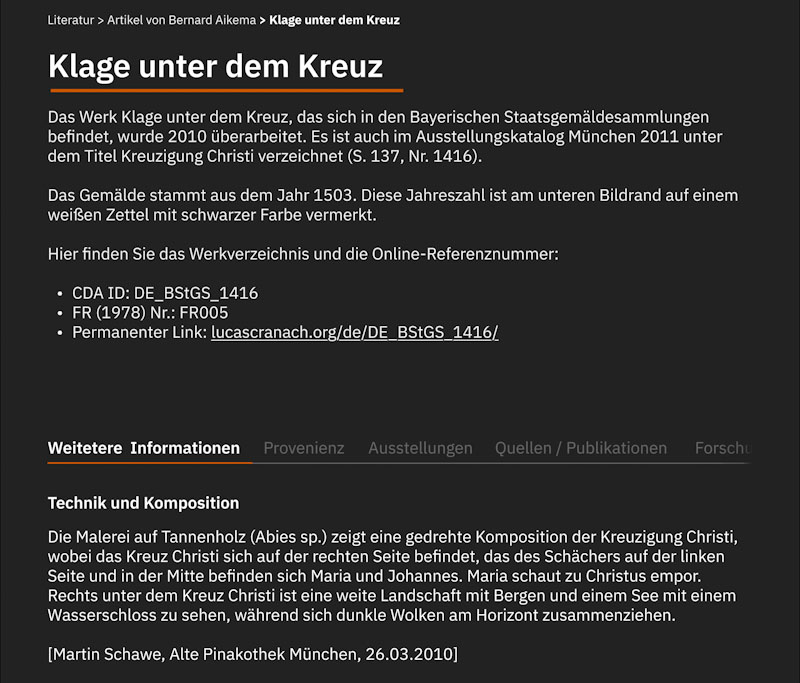 Literatur > Artikel von Bernard Aikema > Klage unter dem Kreuz
Klage unter dem Kreuz
Das Werk Klage unter dem Kreuz, das sich in den Bayerischen Staatsgemäldesammlungen
befindet, wurde 2010 überarbeitet. Es ist auch im Ausstellungskatalog München 2011 unter
dem Titel Kreuzigung Christi verzeichnet (S. 137, Nr. 1416).
Das Gemälde stammt aus dem Jahr 1503. Diese Jahreszahl ist am unteren Bildrand auf einem
weißen Zettel mit schwarzer Farbe vermerkt.
Hier finden Sie das Werkverzeichnis und die Online-Referenznummer:
• CDA ID: DE_BStGS_1416
• FR (1978) Nr.: FR005
• Permanenter Link: lucascranach.org/de/DE_BStGS_1416/
Weitetere Informationen Provenienz Ausstellungen Quellen / Publikationen Forschu
Technik und Komposition
Die Malerei auf Tannenholz (Abies sp.) zeigt eine gedrehte Komposition der Kreuzigung Christi,
wobei das Kreuz Christi sich auf der rechten Seite befindet, das des Schächers auf der linken
Seite und in der Mitte befinden sich Maria und Johannes. Maria schaut zu Christus empor.
Rechts unter dem Kreuz Christi ist eine weite Landschaft mit Bergen und einem See mit einem
Wasserschloss zu sehen, während sich dunkle Wolken am Horizont zusammenziehen.
[Martin Schawe, Alte Pinakothek München, 26.03.2010]